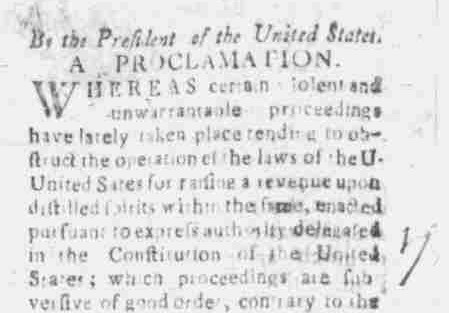 By the Preſident of the United States.
A PROCLAMATION.
WHEREAS certain violent and
unwarrantable proceedings
have lately taken place tending to ob-
ſtruct the operation of the laws of the U-
United Sates for raiſing a revenue upon
diſtilled ſpirits within the ſame, enacted
purſuant to expreſs authority delegated
in the Conſtitution of the United
States; which proceedings are ſub
verſive of good order, contrary to the